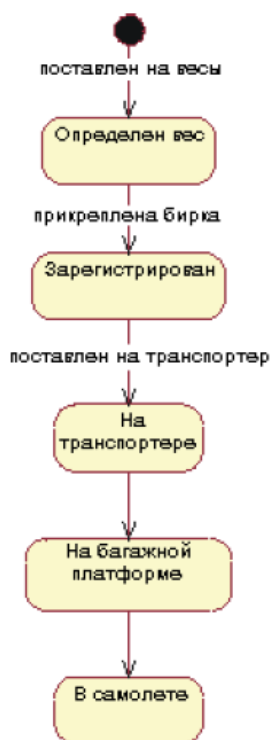 поставлен на весы
Определен вес
прикреплена бирка
Зарегистрирован
поставлен на транспортер
На
транспортере
На багажной
платформе
В самолете